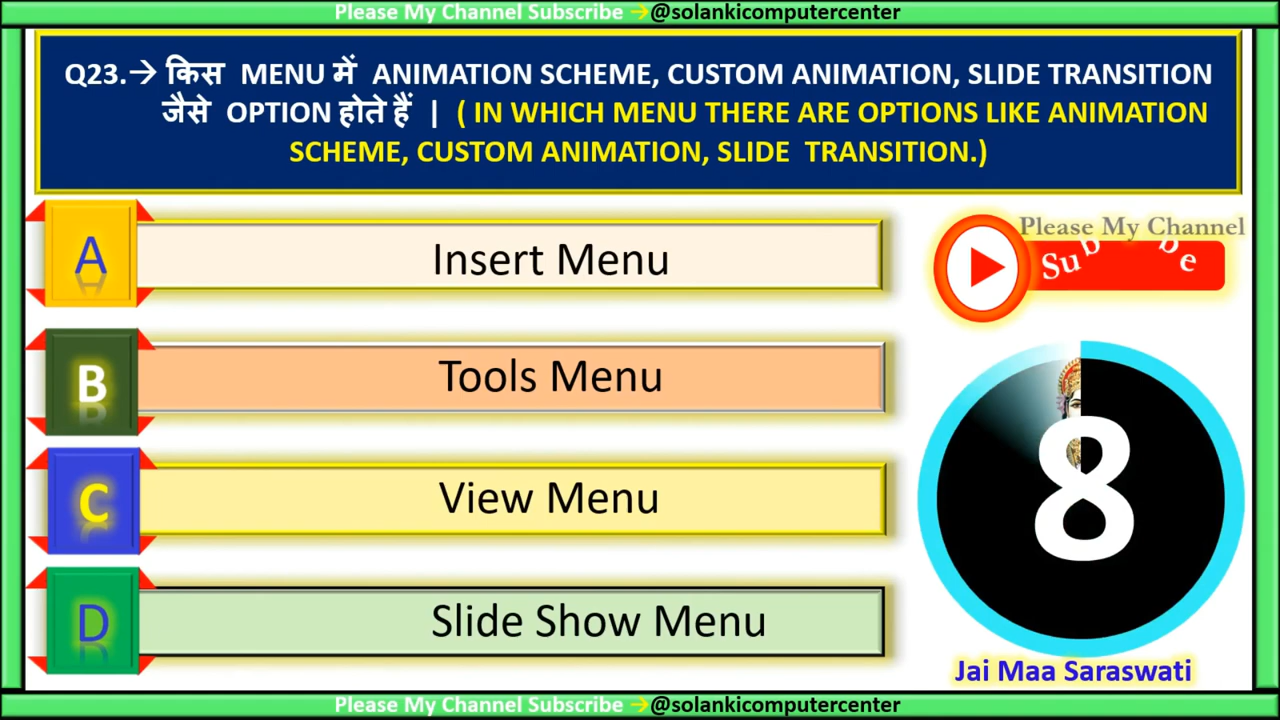 Please My Channel Subscribe →@solankicomputercenter
Q23.→ किस MENU में ANIMATION SCHEME, CUSTOM ANIMATION, SLIDE TRANSITION
जैसे OPTION होते हैं | ( IN WHICH MENU THERE ARE OPTIONS LIKE ANIMATION
SCHEME, CUSTOM ANIMATION, SLIDE TRANSITION.)
A
Insert Menu
Please My Channel
B
Tools Menu
C
View Menu
8
D
Slide Show Menu
Jai Maa Saraswati
Please My Channel Subscribe →@solankicomputercenter